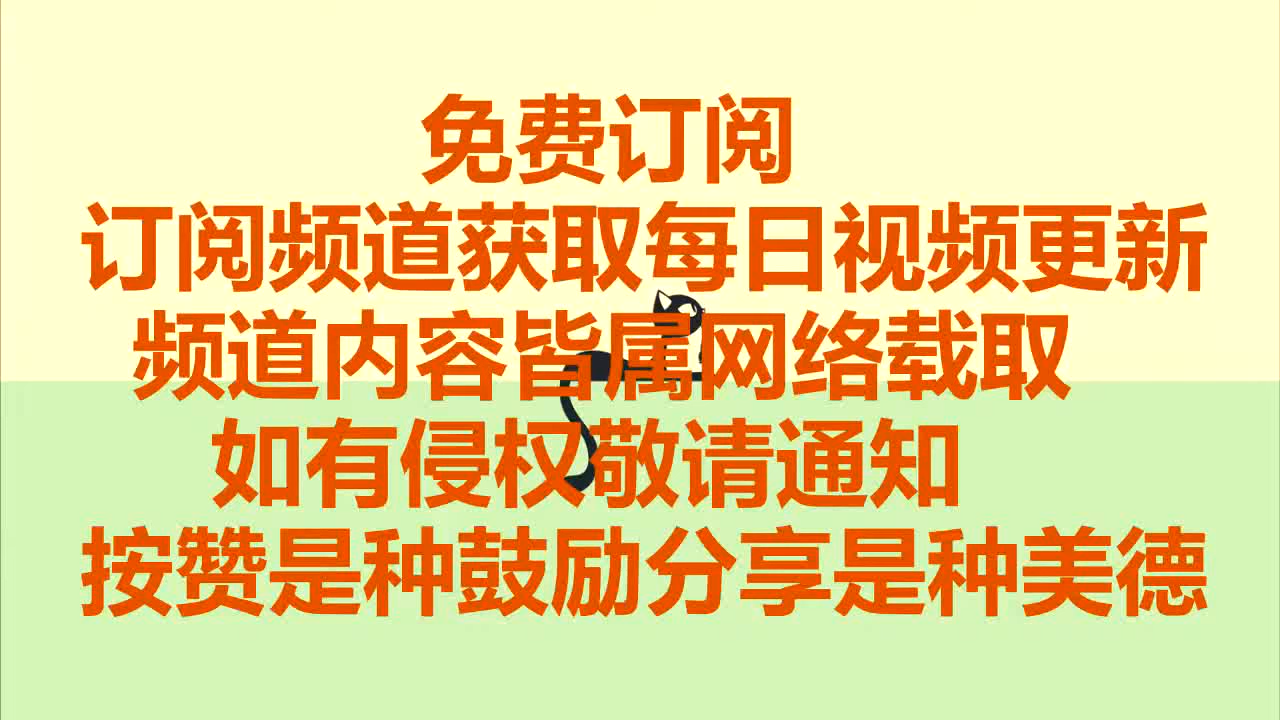 免费订阅
订阅频道获取每日视频更新
频道内容皆属网络载取
如有侵权敬请通知
按赞是种鼓励分享是种美德